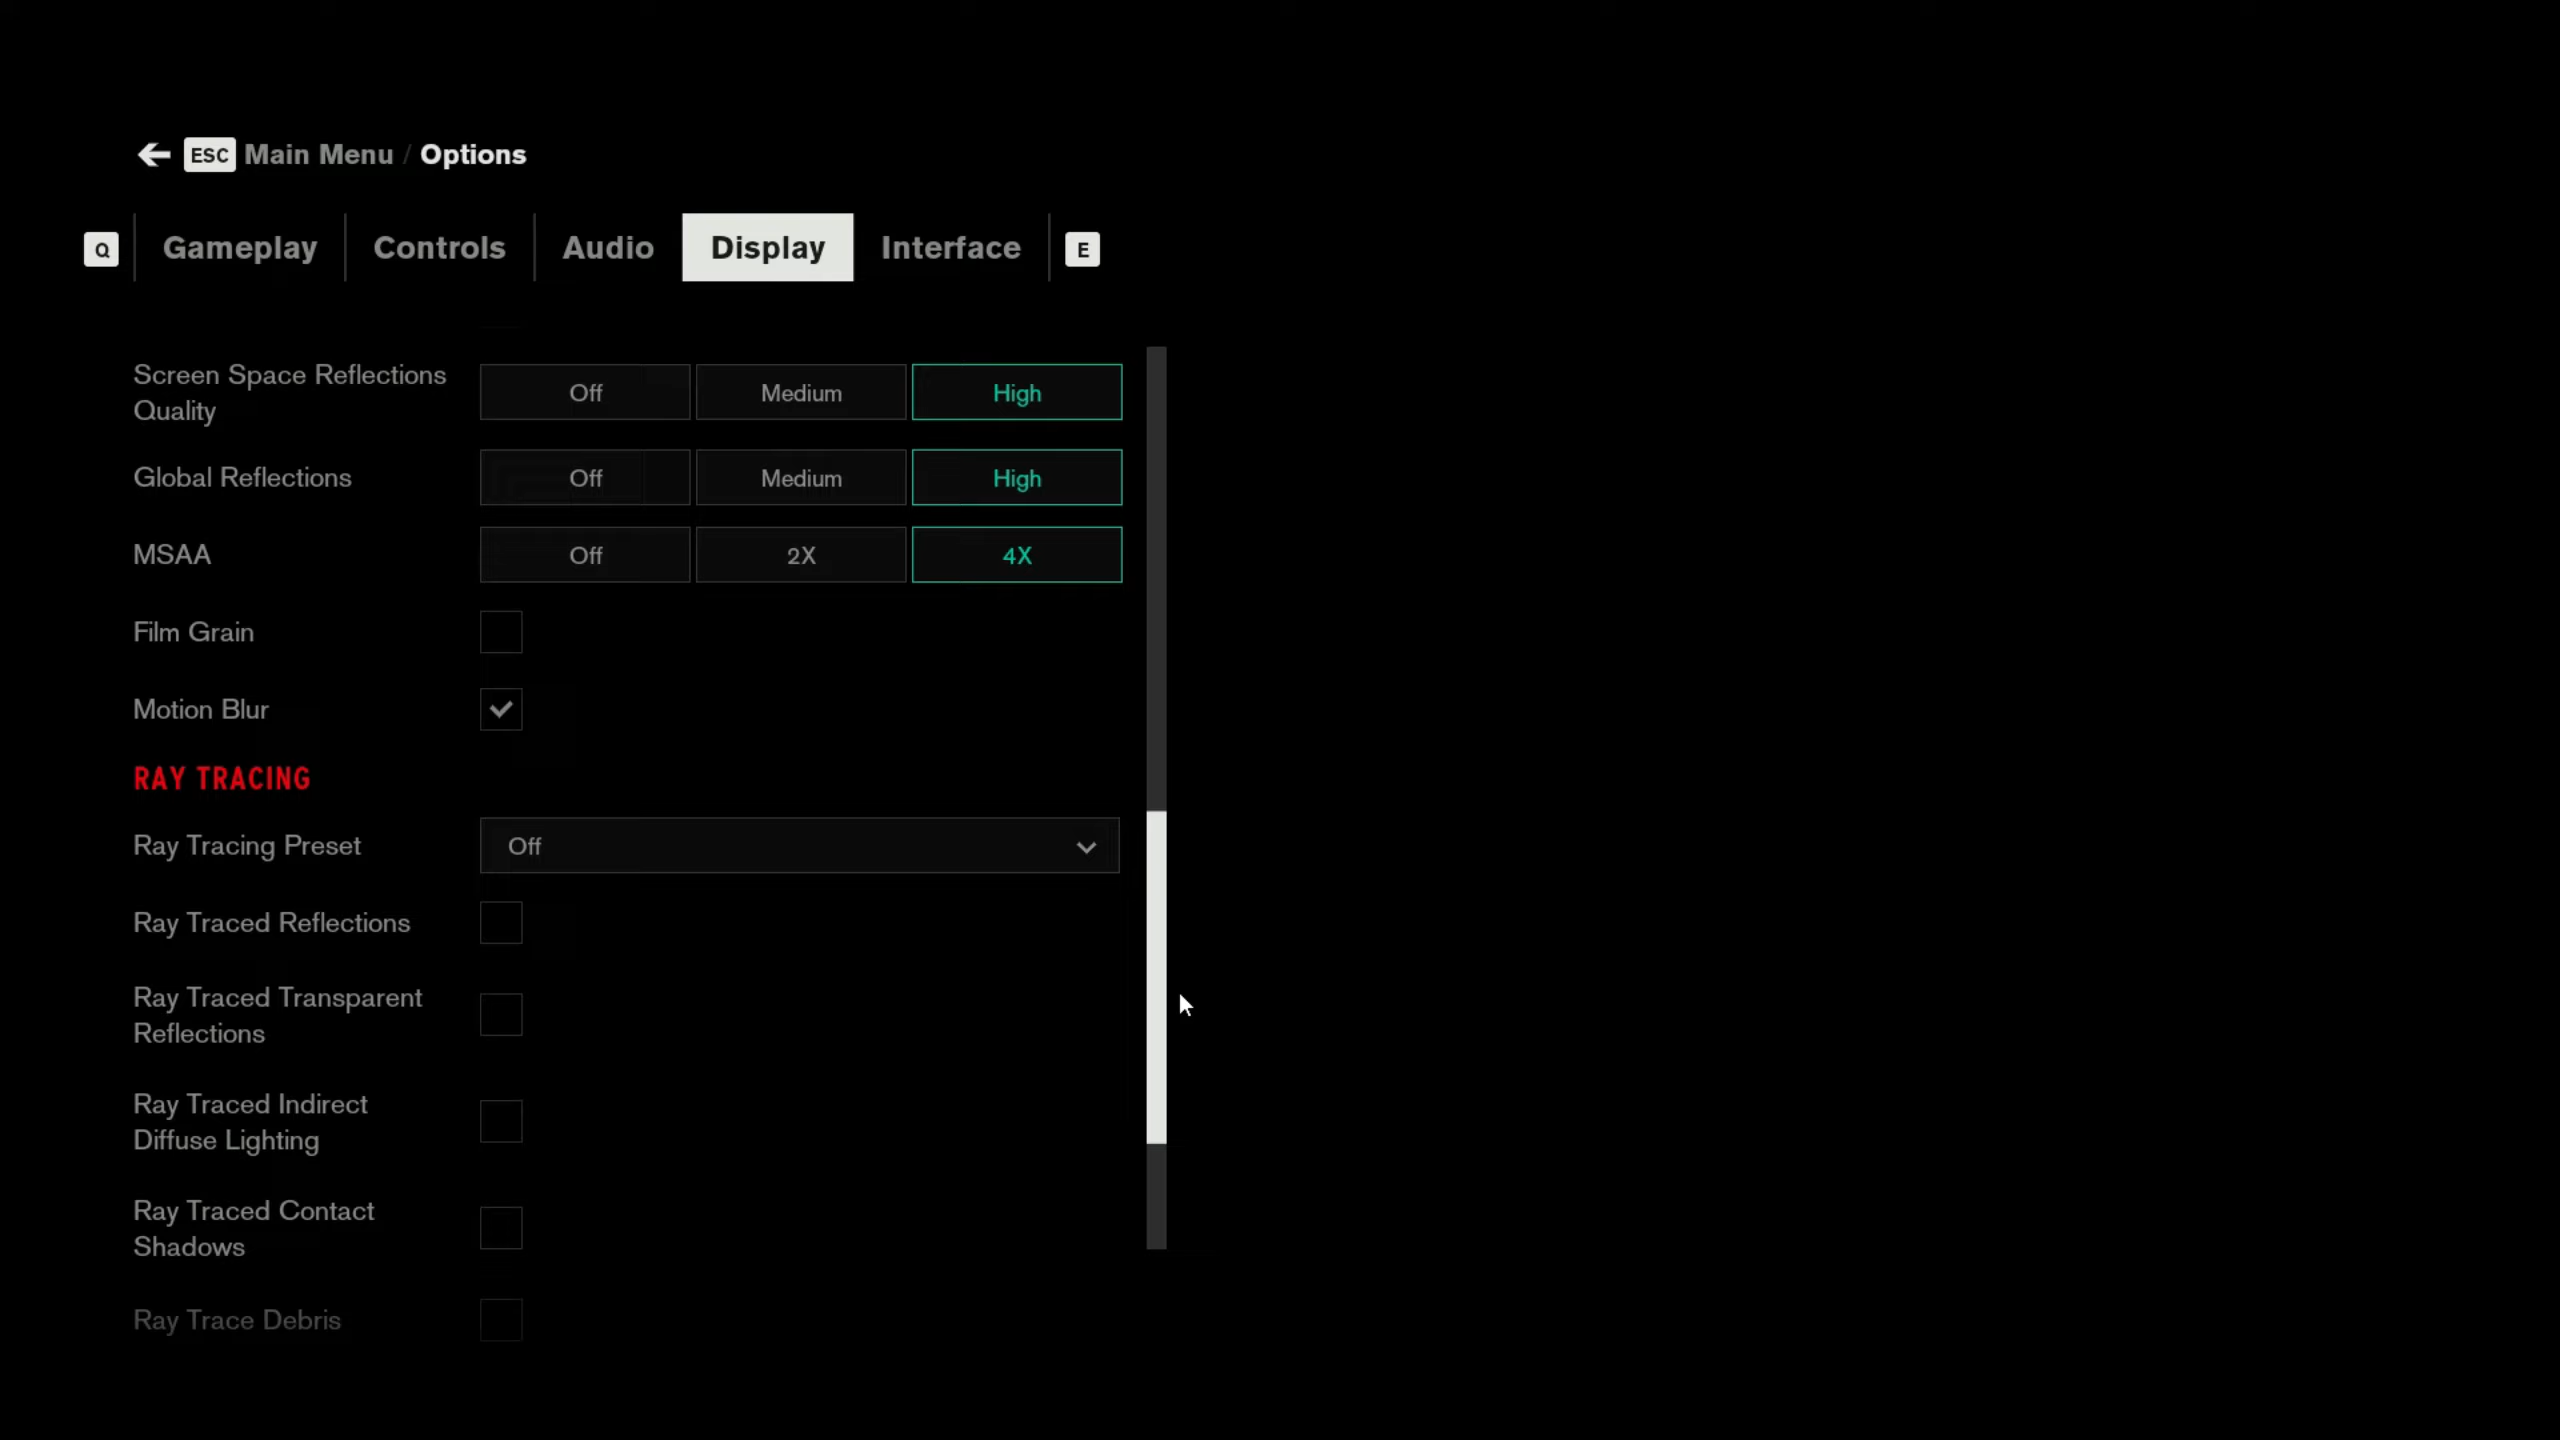 ESC Main Menu / Options
Q Gameplay Controls Audio Display Interface E
Screen Space Reflections
Quality
Off Medium High
Global Reflections Off Medium High
MSAA Off 2X 4X
Film Grain
Motion Blur
RAY TRACING
Ray Tracing Preset Off
Ray Traced Reflections
Ray Traced Transparent
Reflections
Ray Traced Indirect
Diffuse Lighting
Ray Traced Contact
Shadows
Ray Trace Debris